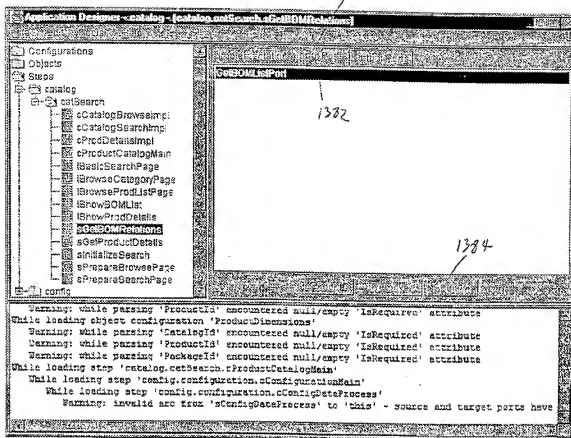 Application Designer - catalog - [catalog.catSearch.sGetBOMRelations]
Configurations
Objects
Steps
catalog
catSearch
cCatalogBrowseImpl
cCatalogSearchImpl
cProdDetailsImpl
cProductCatalogMain
iBasicSearchPage
iBrowseCategoryPage
iBrowseProdListPage
iShowBOMList
iShowProdDetails
sGetBOMRelations
sGetProductDetails
sInitializeSearch
sPrepareBrowsePage
sPrepareSearchPage
config
GetBOMListPort
1382
1384
Warning: while parsing 'ProductId' encountered null/empty 'IsRequired' attribute
While loading object configuration 'ProductDimensions'
Warning: while parsing 'CatalogId' encountered null/empty 'IsRequired' attribute
Warning: while parsing 'ProductId' encountered null/empty 'IsRequired' attribute
Warning: while parsing 'PackageId' encountered null/empty 'IsRequired' attribute
While loading step 'catalog.catSearch.cProductCatalogMain'
While loading step 'config.configuration.cConfigurationMain'
While loading step 'config.configuration.cConfigDataProcess'
Warning: invalid arc from 'sConfigDataProcess' to 'this' - source and target ports have